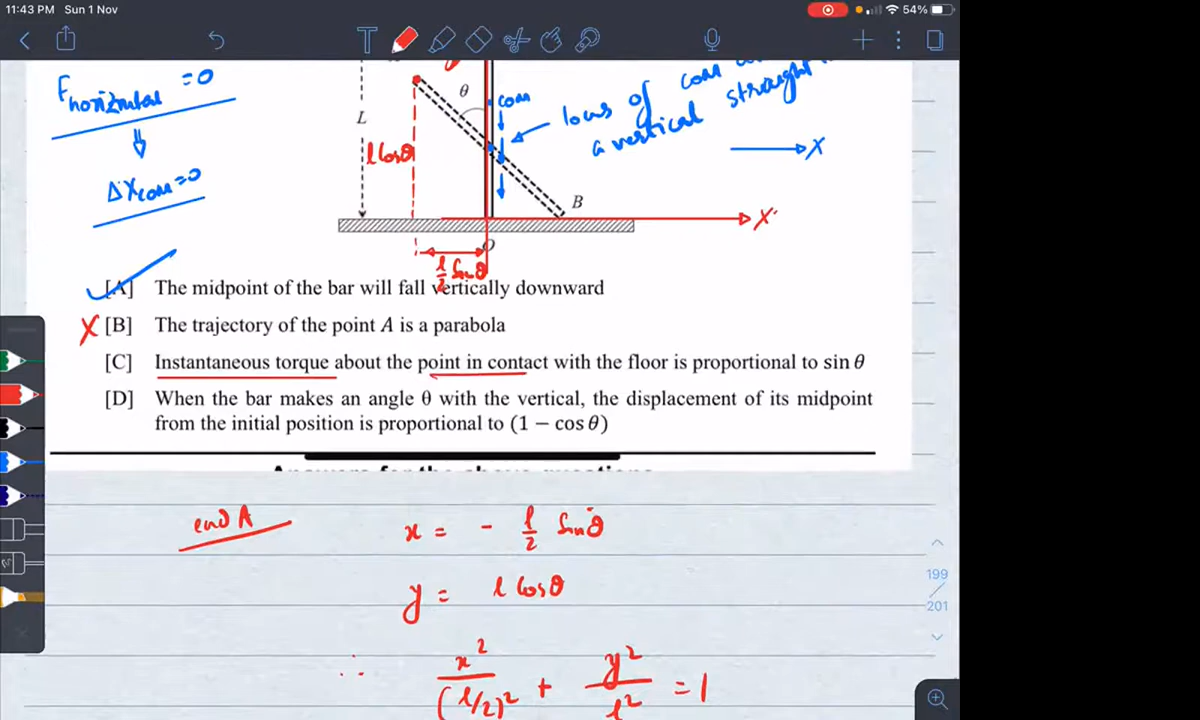 11:43 PM Sun 1 Nov
54%
F horizontal = 0
ΔX com = 0
L
θ
l Cosθ
com
locus of com
a vertical straight
X
B
X
O
l/2 Sinθ
[A] The midpoint of the bar will fall vertically downward
X [B] The trajectory of the point A is a parabola
[C] Instantaneous torque about the point in contact with the floor is proportional to sin θ
[D] When the bar makes an angle θ with the vertical, the displacement of its midpoint
from the initial position is proportional to (1 − cos θ)
end A
x = - l/2 Sinθ
y = l Cosθ
199
/
201
∴ x²/(l/2)² + y²/l² = 1